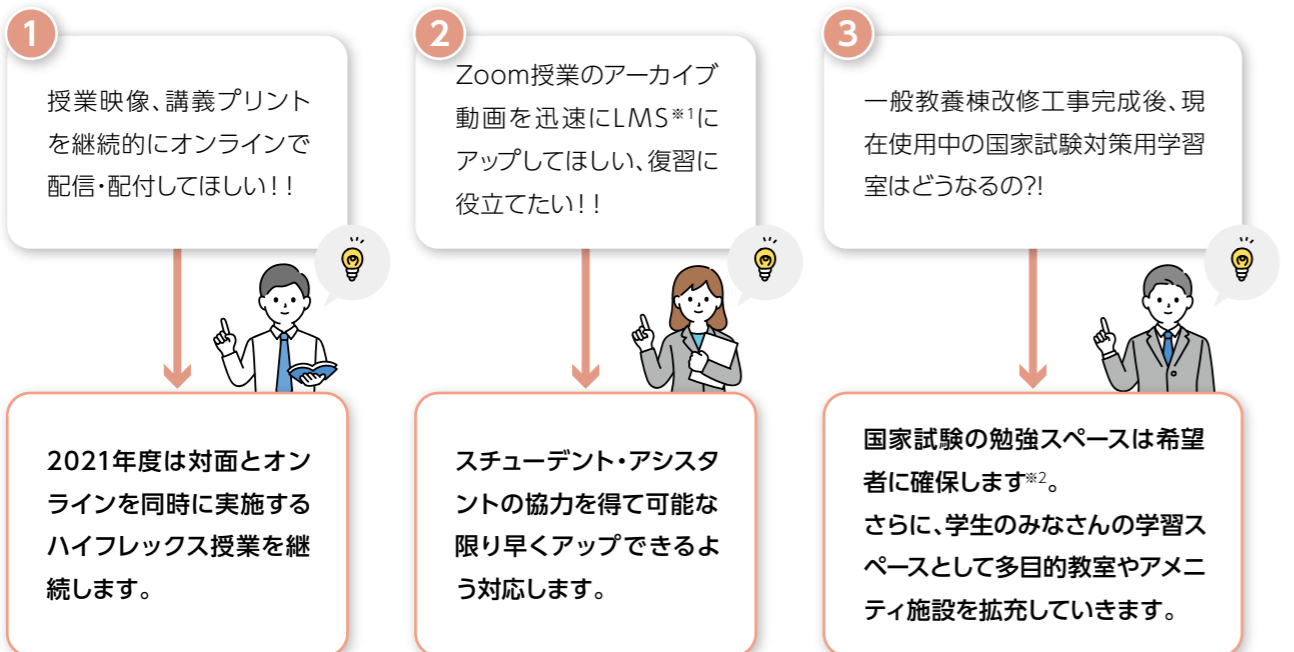 1
授業映像、講義プリント
を継続的にオンラインで
配信・配付してほしい！！
2021年度は対面とオン
ラインを同時に実施する
ハイフレックス授業を継
続します。
2
Zoom授業のアーカイブ
動画を迅速にLMS※1に
アップしてほしい、復習に
役立てたい！！
スチューデント・アシスタ
ントの協力を得て可能な
限り早くアップできるよ
う対応します。
3
一般教養棟改修工事完成後、現
在使用中の国家試験対策用学習
室はどうなるの?!
国家試験の勉強スペースは希望
者に確保します※2。
さらに、学生のみなさんの学習ス
ペースとして多目的教室やアメニ
ティ施設を拡充していきます。